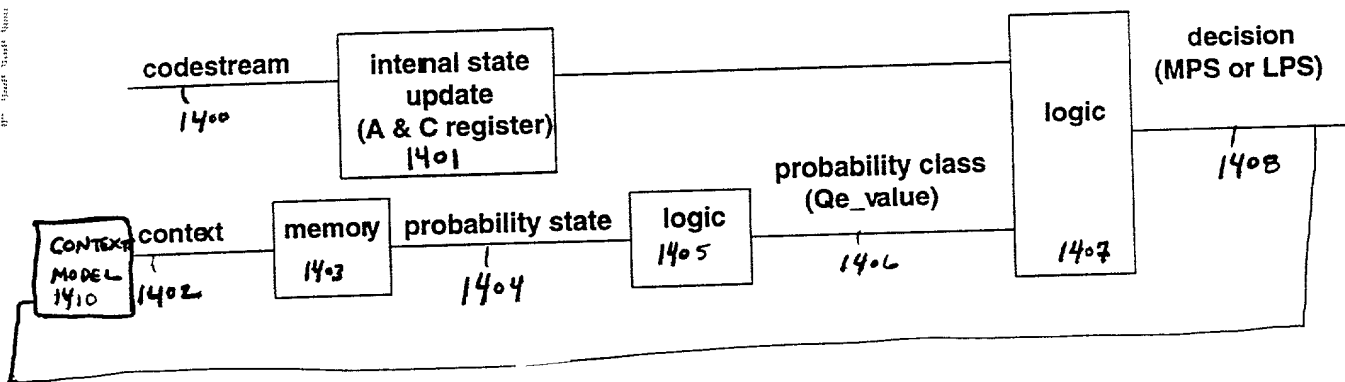 codestream
1400
internal state
update
(A & C register)
1401
logic
1407
decision
(MPS or LPS)
1408
CONTEXT
MODEL
1410
context
1402
memory
1403
probability state
1404
logic
1405
probability class
(Qe_value)
1406